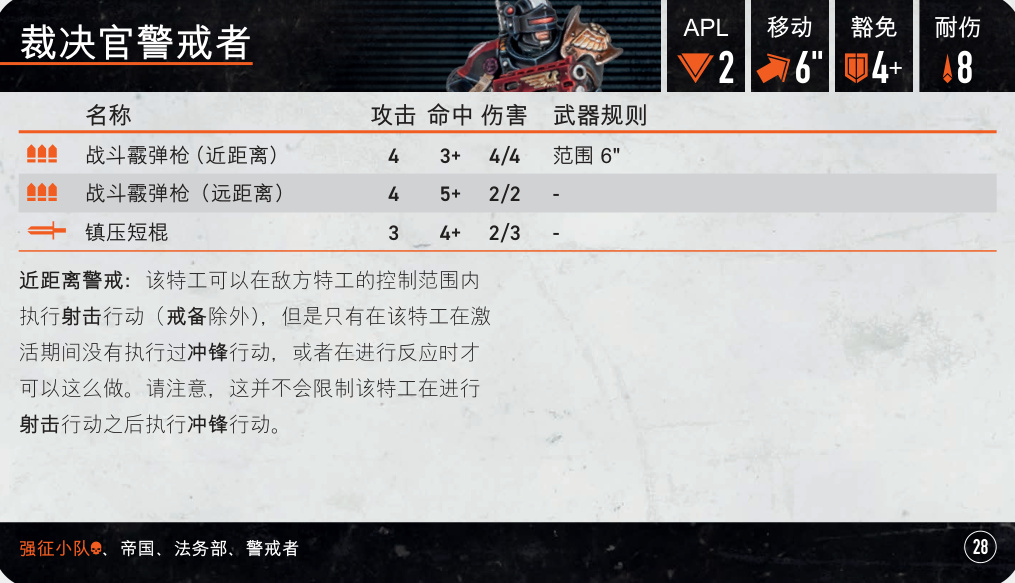 裁决官警戒者
APL 移动 豁免 耐伤
2 6" 4+ 8
名称 攻击 命中 伤害 武器规则
战斗霰弹枪（近距离） 4 3+ 4/4 范围 6"
战斗霰弹枪（远距离） 4 5+ 2/2 -
镇压短棍 3 4+ 2/3 -
近距离警戒：该特工可以在敌方特工的控制范围内
执行射击行动（戒备除外），但是只有在该特工在激
活期间没有执行过冲锋行动，或者在进行反应时才
可以这么做。请注意，这并不会限制该特工在进行
射击行动之后执行冲锋行动。
强征小队、帝国、法务部、警戒者
28